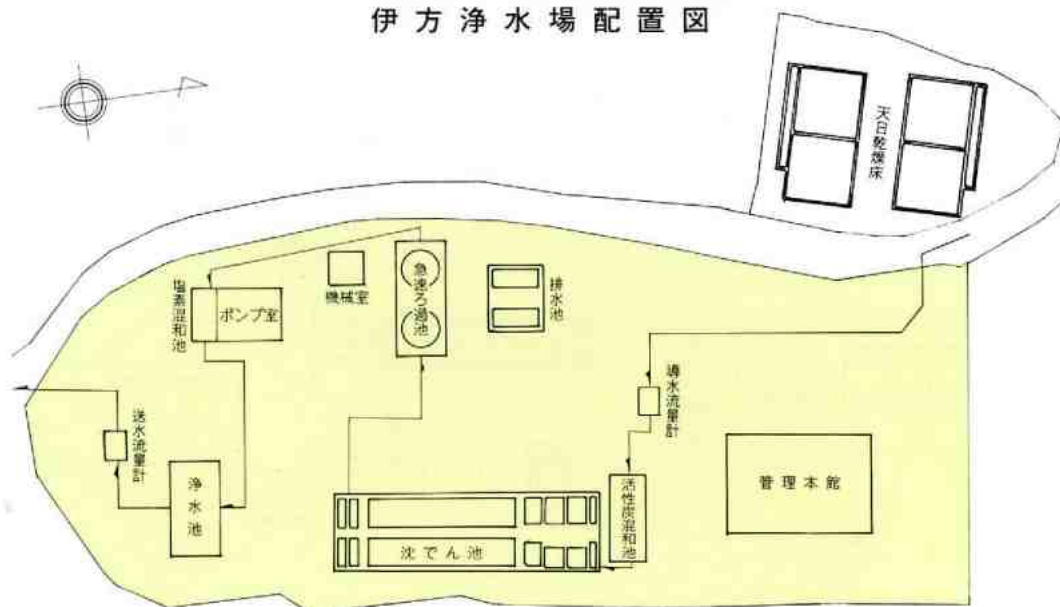 伊方浄水場配置図
天日乾燥床
塩素混和池
ポンプ室
機械室
急速ろ過池
排水池
導水流量計
送水流量計
浄水池
沈でん池
活性炭混和池
管理本館